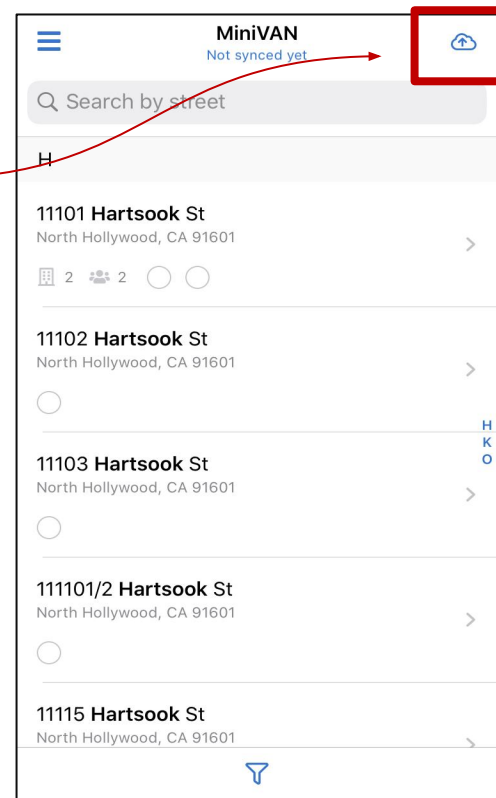 MiniVAN
Not synced yet
Search by street
H
11101 Hartsook St
North Hollywood, CA 91601
2 2
11102 Hartsook St
North Hollywood, CA 91601
H
K
O
11103 Hartsook St
North Hollywood, CA 91601
111101/2 Hartsook St
North Hollywood, CA 91601
11115 Hartsook St
North Hollywood, CA 91601